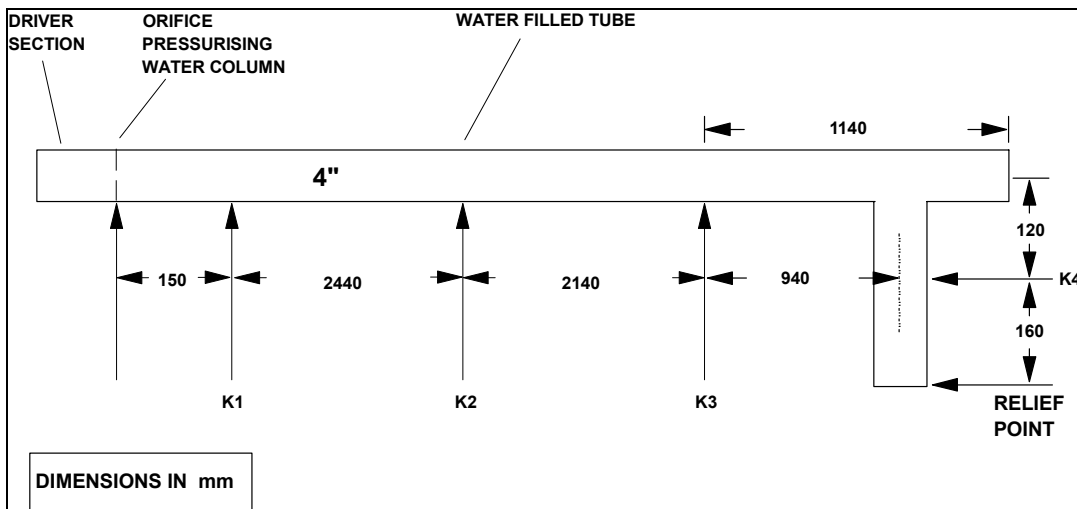 DRIVER
SECTION
ORIFICE
PRESSURISING
WATER COLUMN
WATER FILLED TUBE
1140
4"
120
150
2440
2140
940
K4
160
K1
K2
K3
RELIEF
POINT
DIMENSIONS IN mm